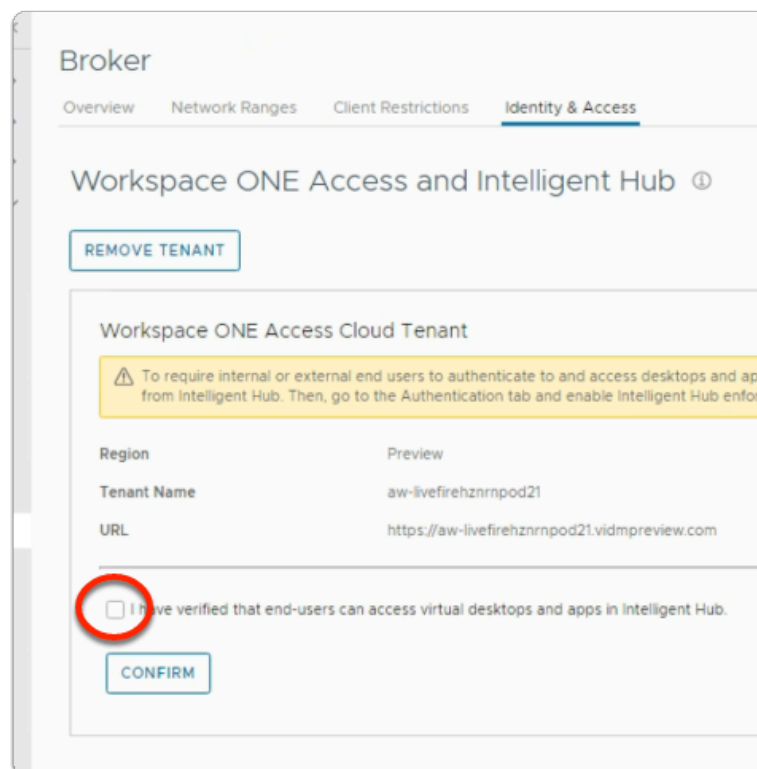 Broker
Overview Network Ranges Client Restrictions Identity & Access
Workspace ONE Access and Intelligent Hub
REMOVE TENANT
Workspace ONE Access Cloud Tenant
To require internal or external end users to authenticate to and access desktops and
from Intelligent Hub. Then, go to the Authentication tab and enable Intelligent Hub
Region Preview
Tenant Name aw-livefirehznrnpod21
URL https://aw-livefirehznrnpod21.vidmpreview.com
I have verified that end-users can access virtual desktops and apps in Intelligent Hub.
CONFIRM